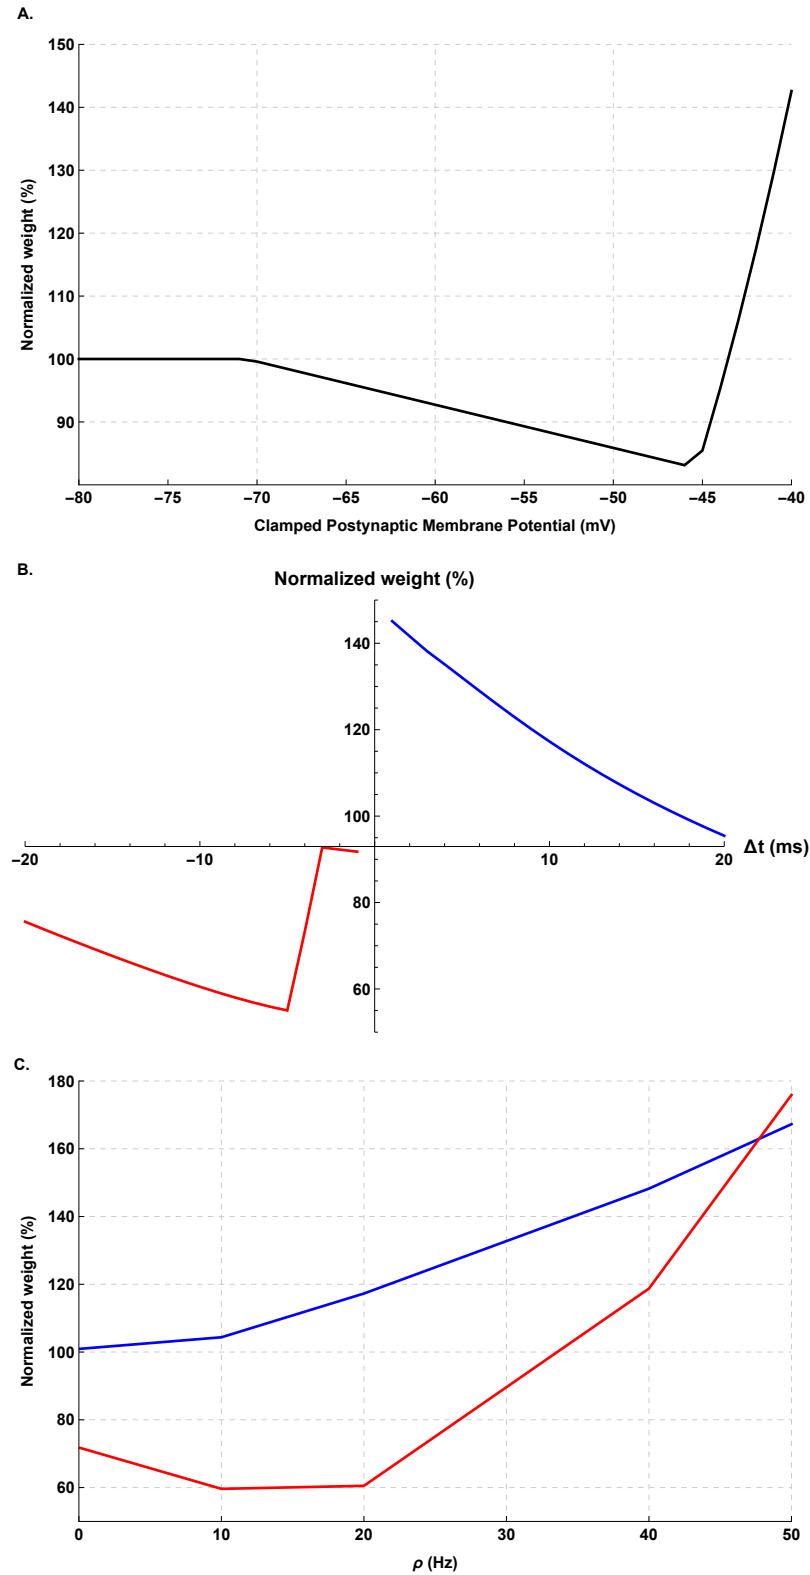 A.
150
140
130
120
110
100
90
Normalized weight (%)
−80 −75 −70 −65 −60 −55 −50 −45 −40
Clamped Postynaptic Membrane Potential (mV)
B.
Normalized weight (%)
140
120
100
80
60
−20 −10 10 20
Δt (ms)
C.
180
160
140
120
100
80
60
Normalized weight (%)
0 10 20 30 40 50
ρ (Hz)